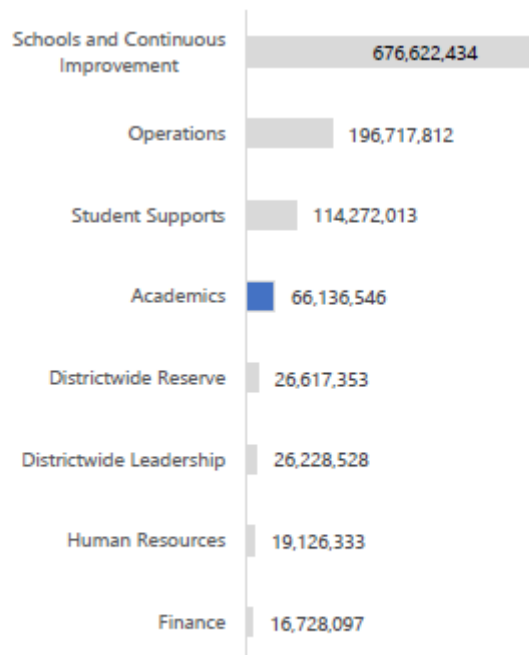 Schools and Continuous
Improvement
676,622,434
Operations
196,717,812
Student Supports
114,272,013
Academics
66,136,546
Districtwide Reserve
26,617,353
Districtwide Leadership
26,228,528
Human Resources
19,126,333
Finance
16,728,097